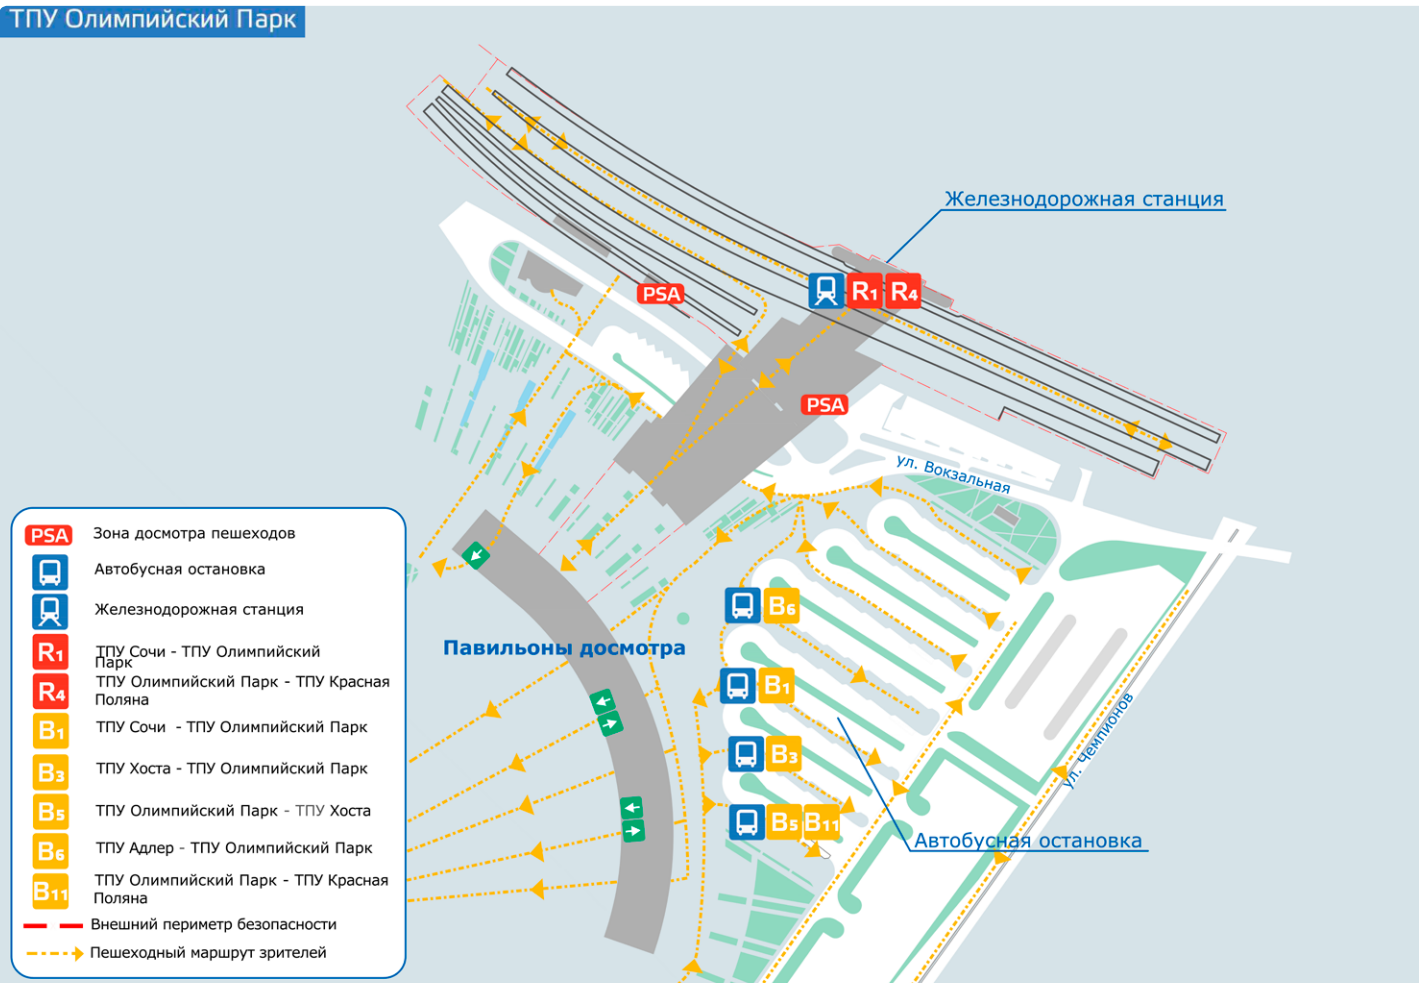 ТПУ Олимпийский Парк
Железнодорожная станция
PSA
R1
R4
PSA
ул. Вокзальная
B6
Павильоны досмотра
B1
ул. Чемпионов
B3
B5
B11
Автобусная остановка
PSA Зона досмотра пешеходов
Автобусная остановка
Железнодорожная станция
R1 ТПУ Сочи - ТПУ Олимпийский
Парк
R4 ТПУ Олимпийский Парк - ТПУ Красная
Поляна
B1 ТПУ Сочи - ТПУ Олимпийский Парк
B3 ТПУ Хоста - ТПУ Олимпийский Парк
B5 ТПУ Олимпийский Парк - ТПУ Хоста
B6 ТПУ Адлер - ТПУ Олимпийский Парк
B11 ТПУ Олимпийский Парк - ТПУ Красная
Поляна
Внешний периметр безопасности
Пешеходный маршрут зрителей